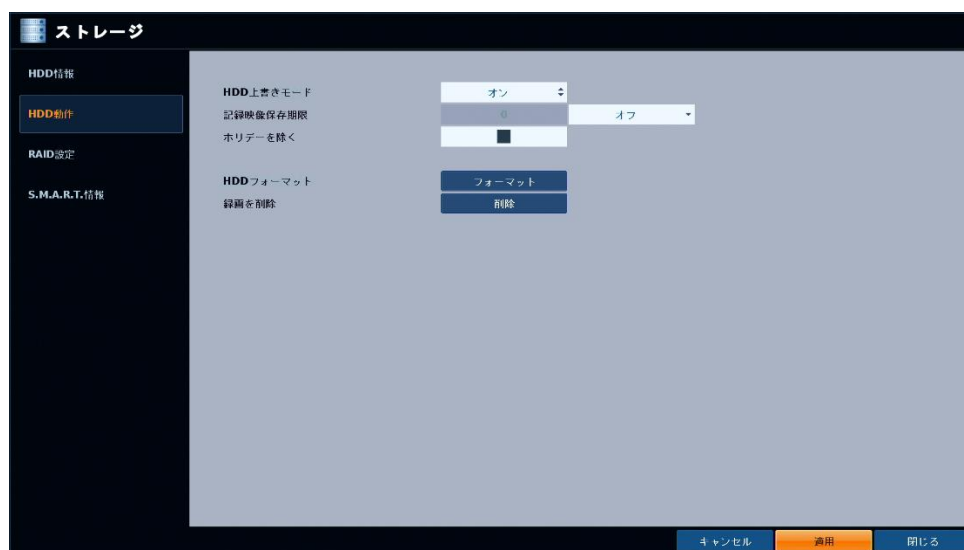 ストレージ
HDD情報
HDD動作
RAID設定
S.M.A.R.T.情報
HDD上書きモード オン
記録映像保存期限 0 オフ
ホリデーを除く
HDDフォーマット フォーマット
録画を削除 削除
キャンセル 適用 閉じる